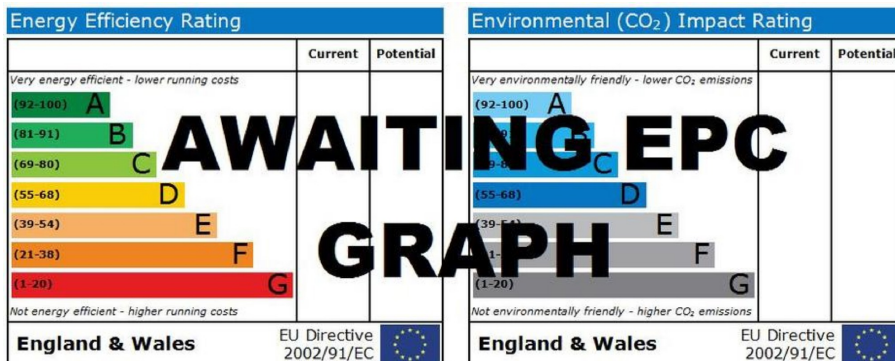 Energy Efficiency Rating
Current Potential
Very energy efficient - lower running costs
(92-100) A
(81-91) B
(69-80) C
(55-68) D
(39-54) E
(21-38) F
(1-20) G
Not energy efficient - higher running costs
England & Wales
EU Directive
2002/91/EC
Environmental (CO₂) Impact Rating
Current Potential
Very environmentally friendly - lower CO₂ emissions
(92-100) A
B
C
(55-68) D
(39-54) E
F
(1-20) G
Not environmentally friendly - higher CO₂ emissions
England & Wales
EU Directive
2002/91/EC
AWAITING EPC
GRAPH